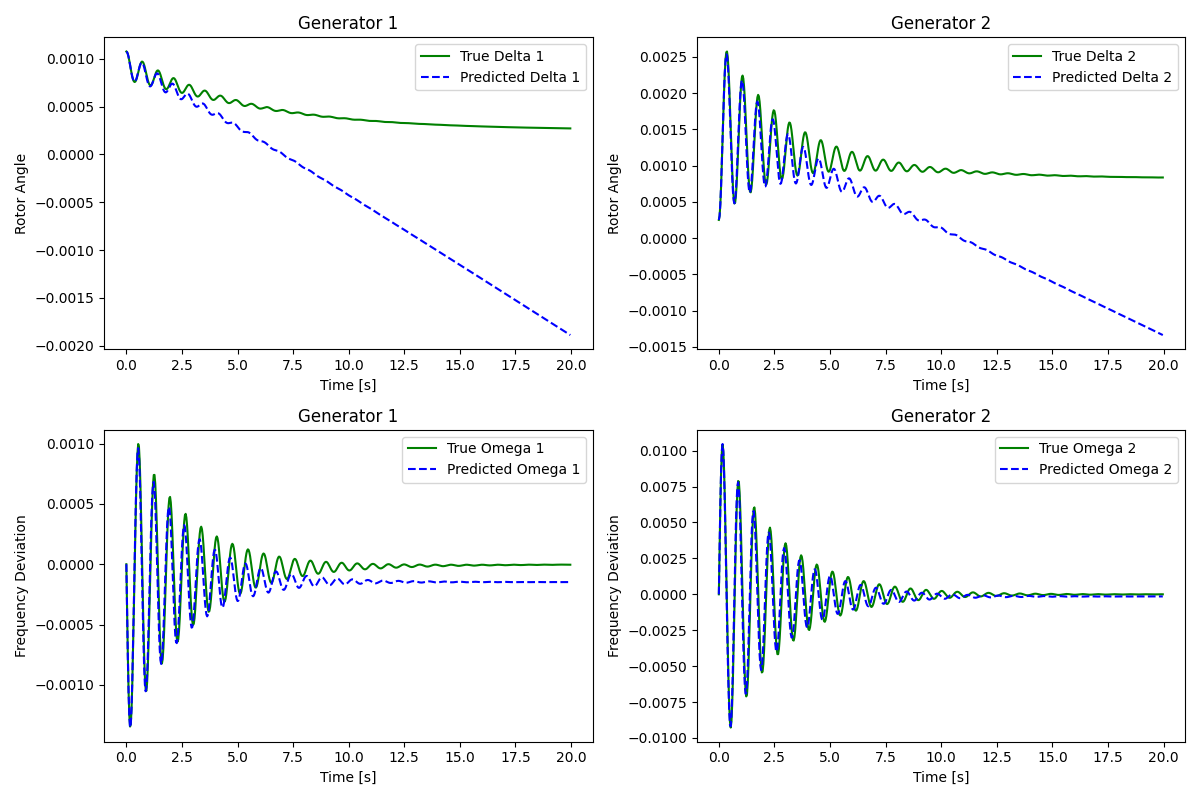 Generator 1
True Delta 1
Predicted Delta 1
0.0010
0.0005
0.0000
−0.0005
−0.0010
−0.0015
−0.0020
Rotor Angle
0.0 2.5 5.0 7.5 10.0 12.5 15.0 17.5 20.0
Time [s]
Generator 2
True Delta 2
Predicted Delta 2
0.0025
0.0020
0.0015
0.0010
0.0005
0.0000
−0.0005
−0.0010
−0.0015
Rotor Angle
0.0 2.5 5.0 7.5 10.0 12.5 15.0 17.5 20.0
Time [s]
Generator 1
True Omega 1
Predicted Omega 1
0.0010
0.0005
0.0000
−0.0005
−0.0010
Frequency Deviation
0.0 2.5 5.0 7.5 10.0 12.5 15.0 17.5 20.0
Time [s]
Generator 2
True Omega 2
Predicted Omega 2
0.0100
0.0075
0.0050
0.0025
0.0000
−0.0025
−0.0050
−0.0075
−0.0100
Frequency Deviation
0.0 2.5 5.0 7.5 10.0 12.5 15.0 17.5 20.0
Time [s]